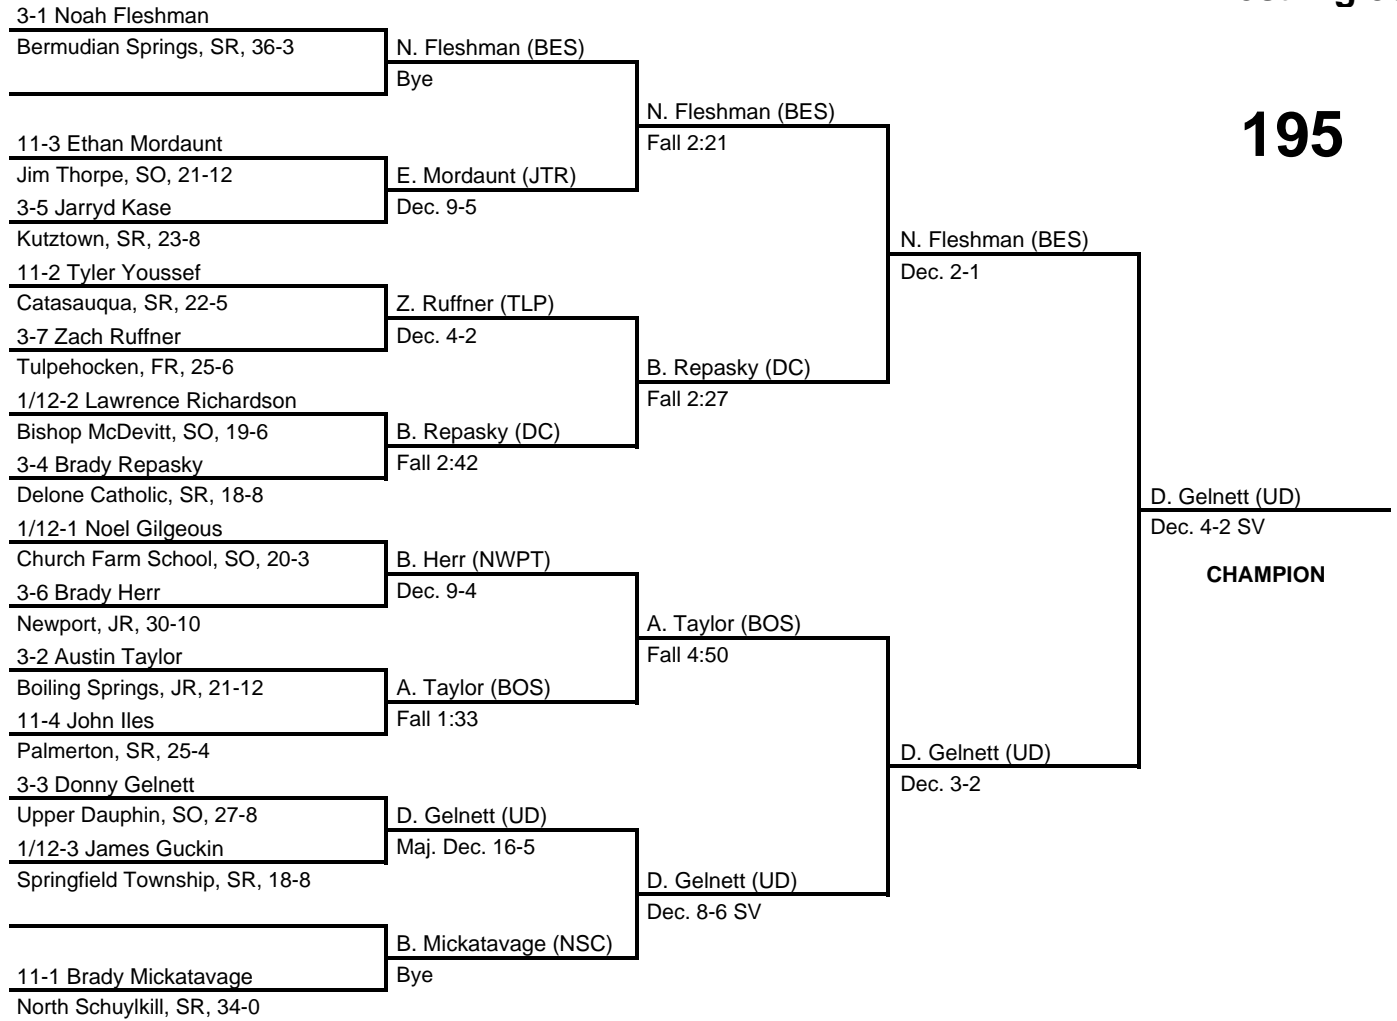 3-1 Noah Fleshman
Bermudian Springs, SR, 36-3
N. Fleshman (BES)
Bye
N. Fleshman (BES)
Fall 2:21
195
11-3 Ethan Mordaunt
Jim Thorpe, SO, 21-12
E. Mordaunt (JTR)
3-5 Jarryd Kase
Dec. 9-5
Kutztown, SR, 23-8
N. Fleshman (BES)
Dec. 2-1
11-2 Tyler Youssef
Catasauqua, SR, 22-5
Z. Ruffner (TLP)
3-7 Zach Ruffner
Dec. 4-2
Tulpehocken, FR, 25-6
B. Repasky (DC)
Fall 2:27
1/12-2 Lawrence Richardson
Bishop McDevitt, SO, 19-6
B. Repasky (DC)
3-4 Brady Repasky
Fall 2:42
Delone Catholic, SR, 18-8
D. Gelnett (UD)
Dec. 4-2 SV
CHAMPION
1/12-1 Noel Gilgeous
Church Farm School, SO, 20-3
B. Herr (NWPT)
3-6 Brady Herr
Dec. 9-4
Newport, JR, 30-10
A. Taylor (BOS)
Fall 4:50
3-2 Austin Taylor
Boiling Springs, JR, 21-12
A. Taylor (BOS)
11-4 John Iles
Fall 1:33
Palmerton, SR, 25-4
D. Gelnett (UD)
Dec. 3-2
3-3 Donny Gelnett
Upper Dauphin, SO, 27-8
D. Gelnett (UD)
1/12-3 James Guckin
Maj. Dec. 16-5
Springfield Township, SR, 18-8
D. Gelnett (UD)
Dec. 8-6 SV
B. Mickatavage (NSC)
11-1 Brady Mickatavage
Bye
North Schuylkill, SR, 34-0